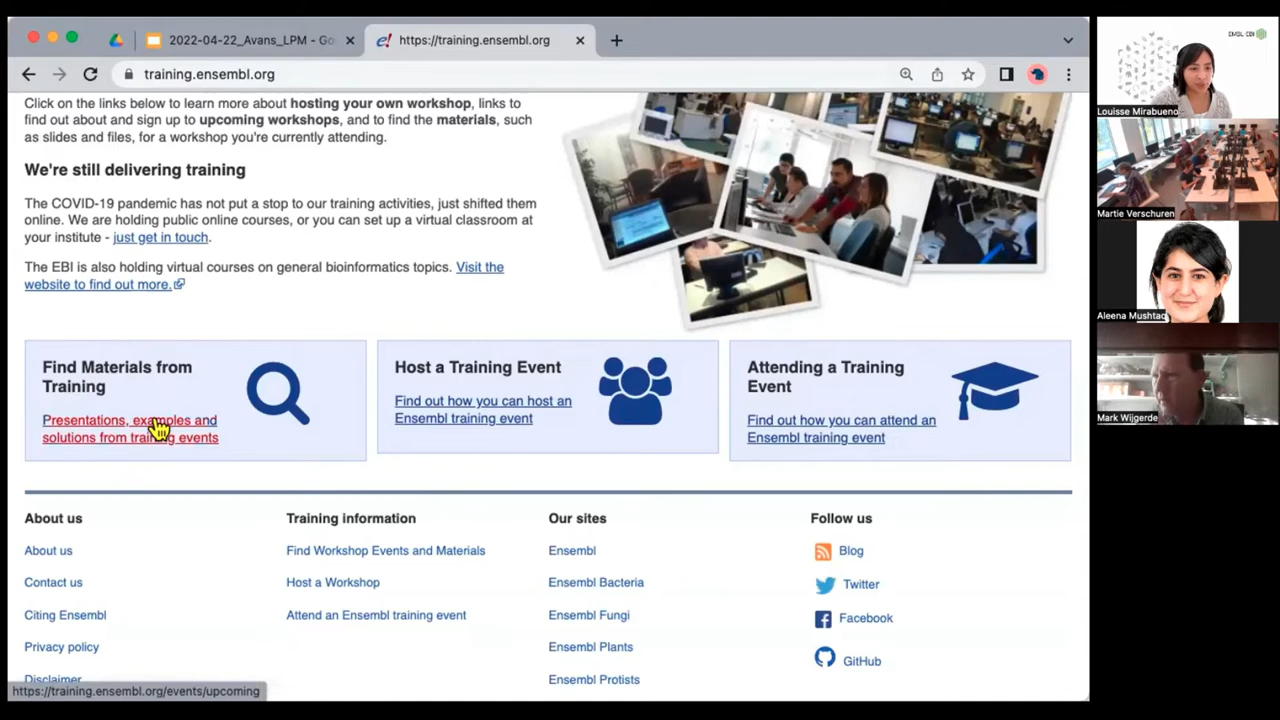 2022-04-22_Avans_LPM - Go
https://training.ensembl.org
training.ensembl.org
Click on the links below to learn more about hosting your own workshop, links to
find out about and sign up to upcoming workshops, and to find the materials, such
as slides and files, for a workshop you're currently attending.
We're still delivering training
The COVID-19 pandemic has not put a stop to our training activities, just shifted them
online. We are holding public online courses, or you can set up a virtual classroom at
your institute - just get in touch.
The EBI is also holding virtual courses on general bioinformatics topics. Visit the
website to find out more.
Find Materials from
Training
Presentations, examples and
solutions from training events
Host a Training Event
Find out how you can host an
Ensembl training event
Attending a Training
Event
Find out how you can attend an
Ensembl training event
About us
About us
Contact us
Citing Ensembl
Privacy policy
Disclaimer
Training information
Find Workshop Events and Materials
Host a Workshop
Attend an Ensembl training event
Our sites
Ensembl
Ensembl Bacteria
Ensembl Fungi
Ensembl Plants
Ensembl Protists
Follow us
Blog
Twitter
Facebook
GitHub
https://training.ensembl.org/events/upcoming
EMBL-EBI
Louisse Mirabueno
Martie Verschuren
Aleena Mushtaq
Mark Wijgerde